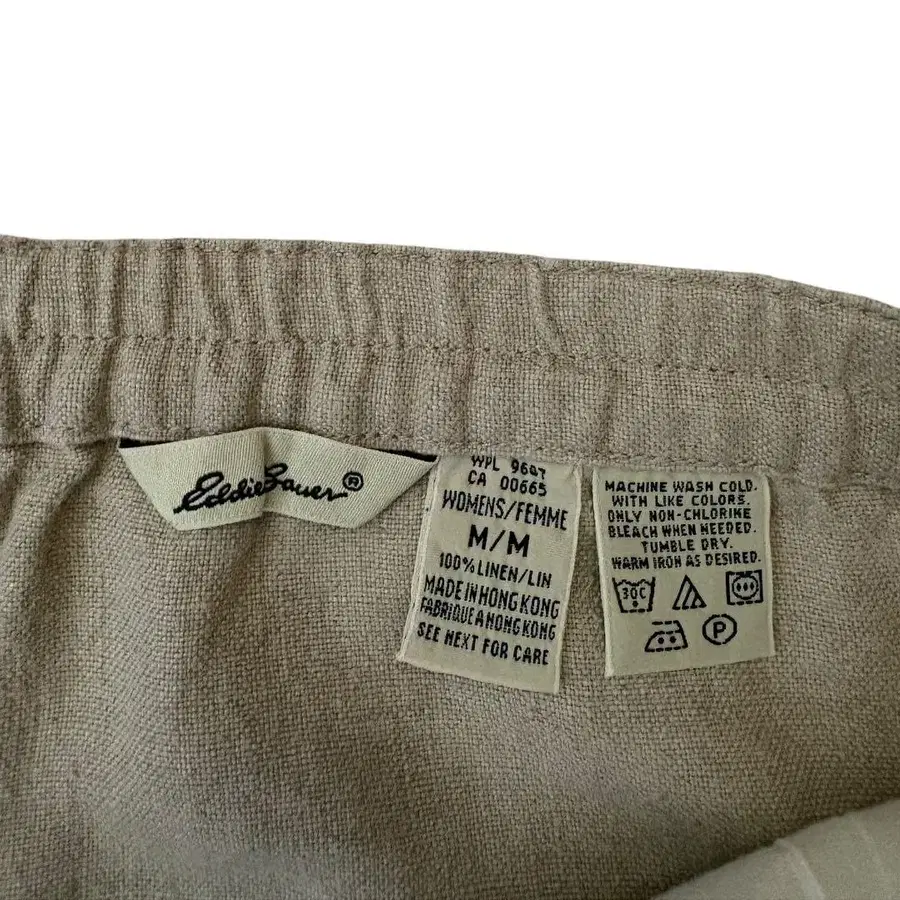 Eddie Bauer®
WPL
CA 00665
WOMENS/FEMME
M/M
100% LINEN/LIN
MADE IN HONG KONG
FABRIQUE A HONG KONG
SEE NEXT FOR CARE
MACHINE WASH COLD.
WITH LIKE COLORS.
ONLY NON-CHLORINE
BLEACH WHEN NEEDED.
TUMBLE DRY.
WARM IRON AS DESIRED.
30C
P